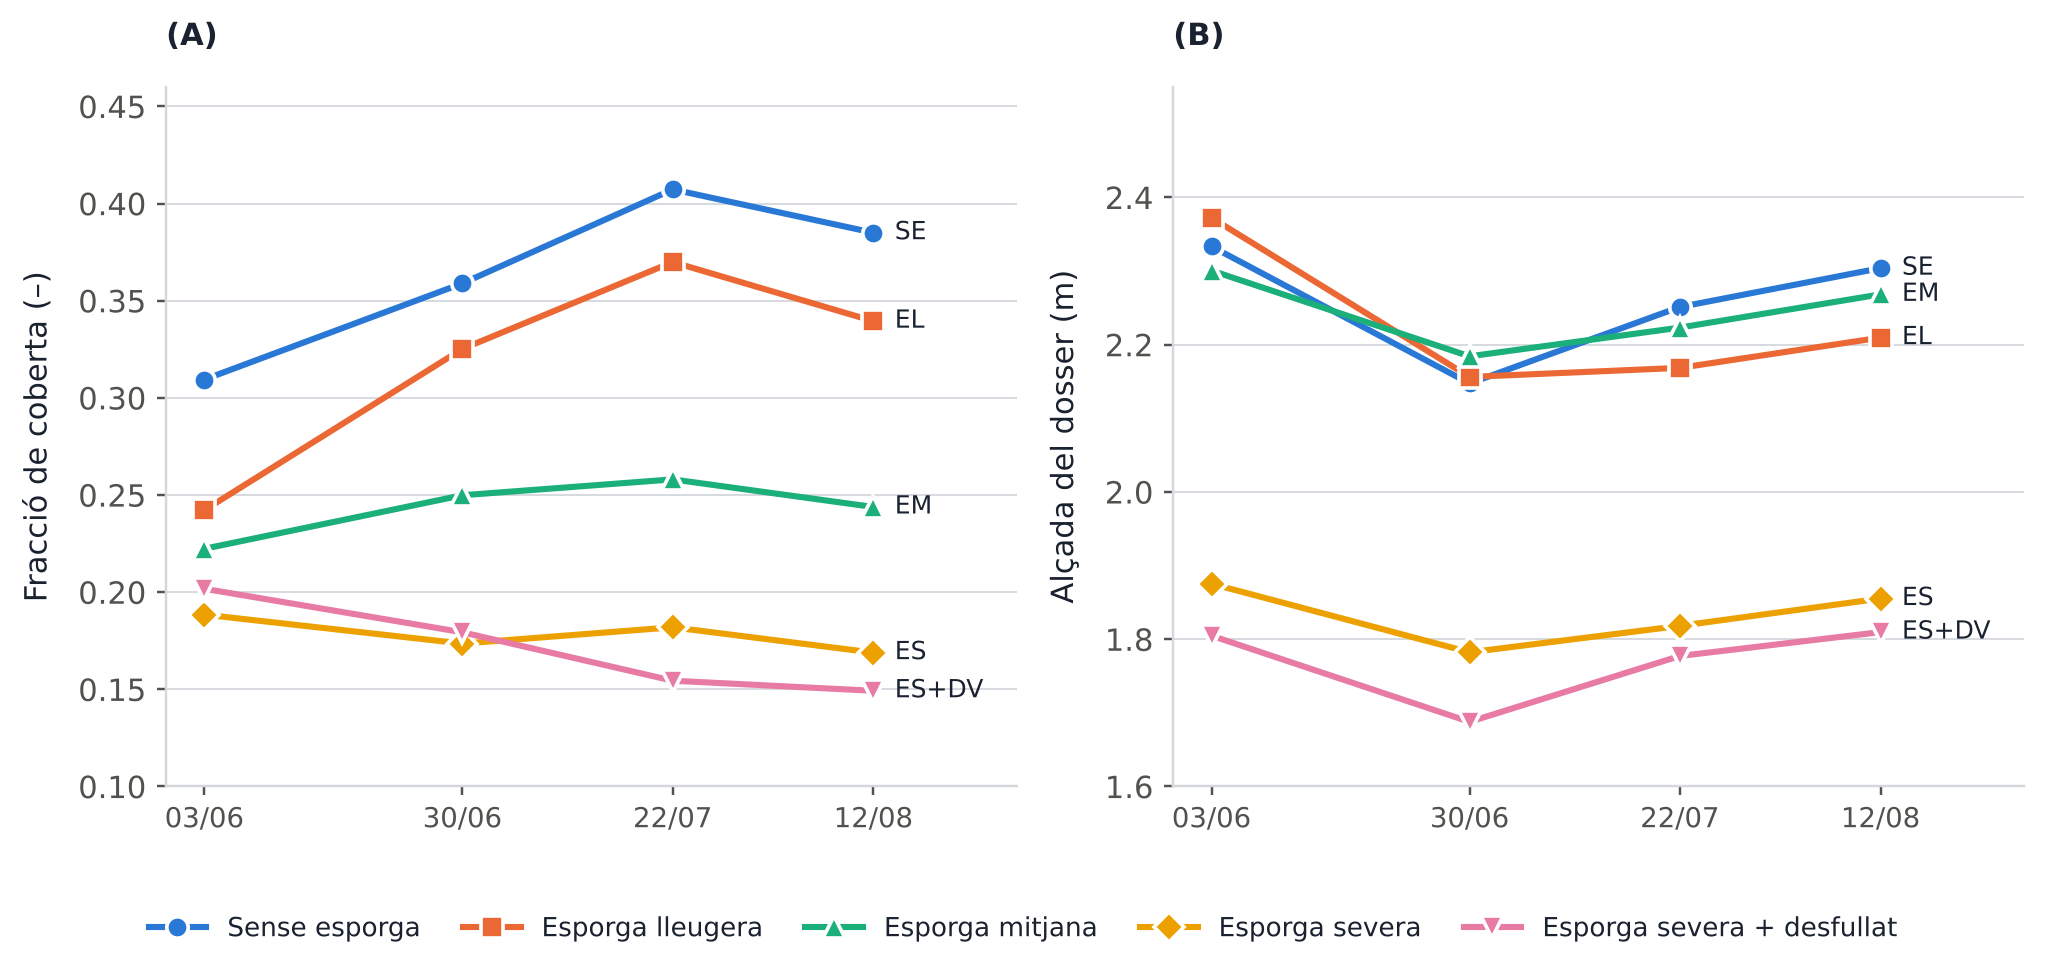 (A)
Fracció de coberta (–)
0.45
0.40
0.35
0.30
0.25
0.20
0.15
0.10
03/06 30/06 22/07 12/08
SE
EL
EM
ES
ES+DV
(B)
Alçada del dosser (m)
2.4
2.2
2.0
1.8
1.6
03/06 30/06 22/07 12/08
SE
EM
EL
ES
ES+DV
Sense esporga Esporga lleugera Esporga mitjana Esporga severa Esporga severa + desfullat